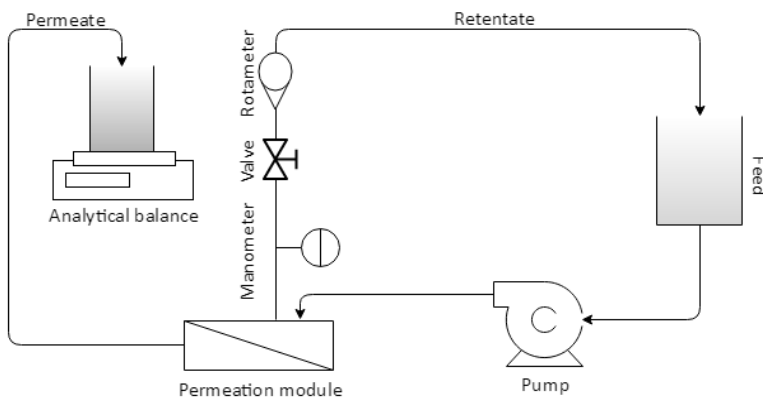 Permeate
Retentate
Rotameter
Valve
Feed
Analytical balance
Manometer
Permeation module
Pump